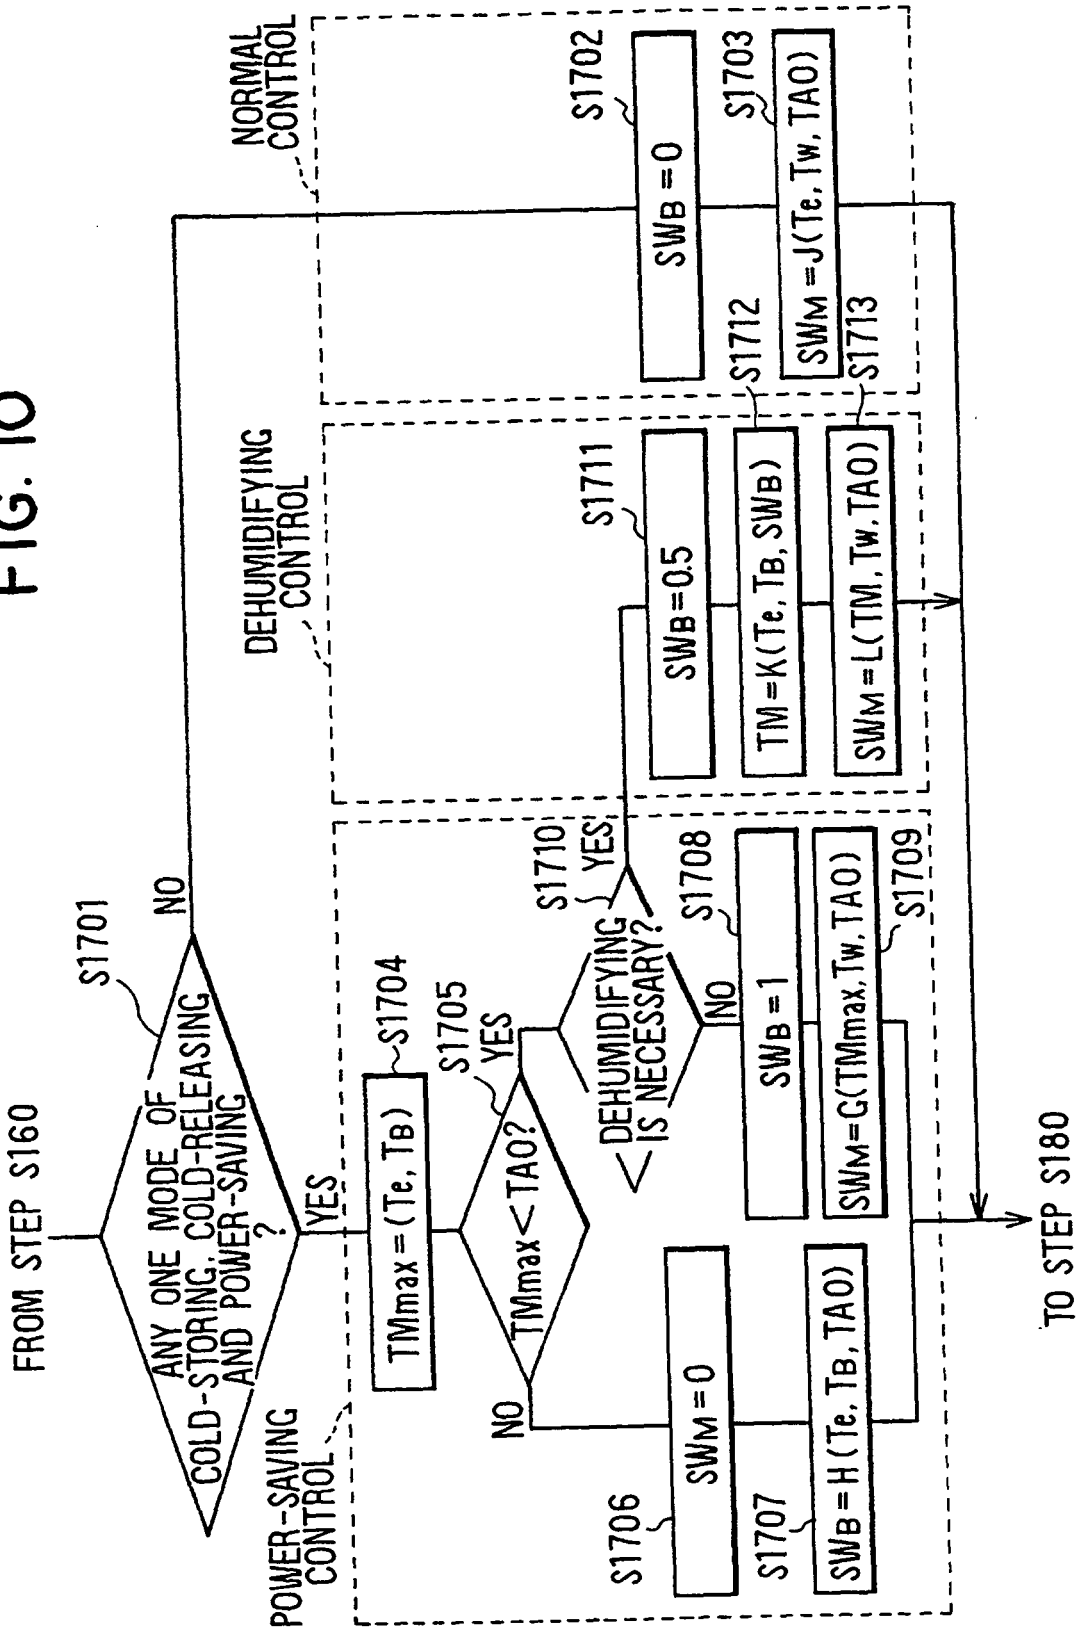 FIG. 10
FROM STEP S160
S1701
ANY ONE MODE OF
COLD-STORING, COLD-RELEASING
AND POWER-SAVING
?
NO
YES
POWER-SAVING
CONTROL
DEHUMIDIFYING
CONTROL
NORMAL
CONTROL
TMmax=(Te, TB)
S1704
TMmax<TAO?
S1705
YES
NO
DEHUMIDIFYING
IS NECESSARY?
S1710
YES
NO
S1706
SWM=0
S1707
SWB=H(Te, TB, TAO)
S1708
SWB=1
SWM=G(TMmax, Tw, TAO)
S1709
S1711
SWB=0.5
S1712
TM=K(Te, TB, SWB)
S1713
SWM=L(TM, Tw, TAO)
S1702
SWB=0
S1703
SWM=J(Te, Tw, TAO)
TO STEP S180